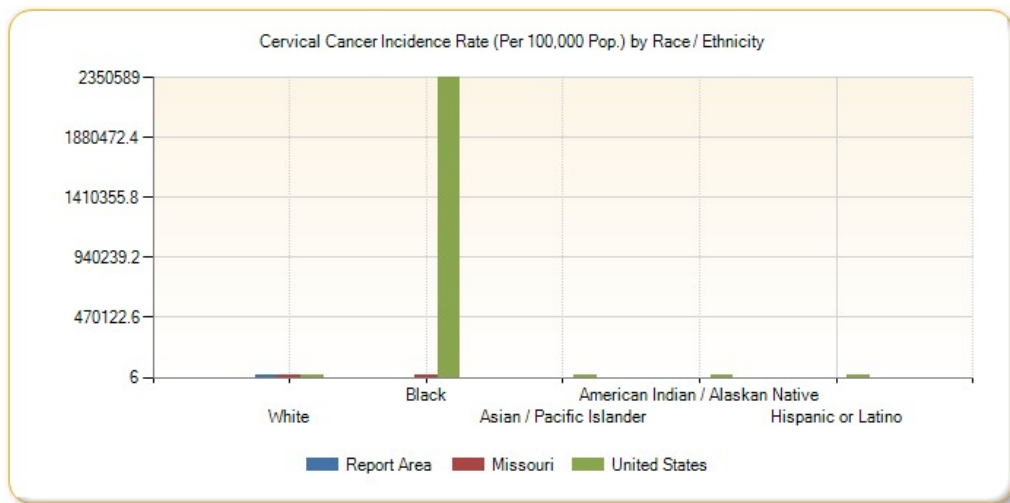 Cervical Cancer Incidence Rate (Per 100,000 Pop.) by Race / Ethnicity
2350589
1880472.4
1410355.8
940239.2
470122.6
6
Black
American Indian / Alaskan Native
White
Asian / Pacific Islander
Hispanic or Latino
Report Area
Missouri
United States